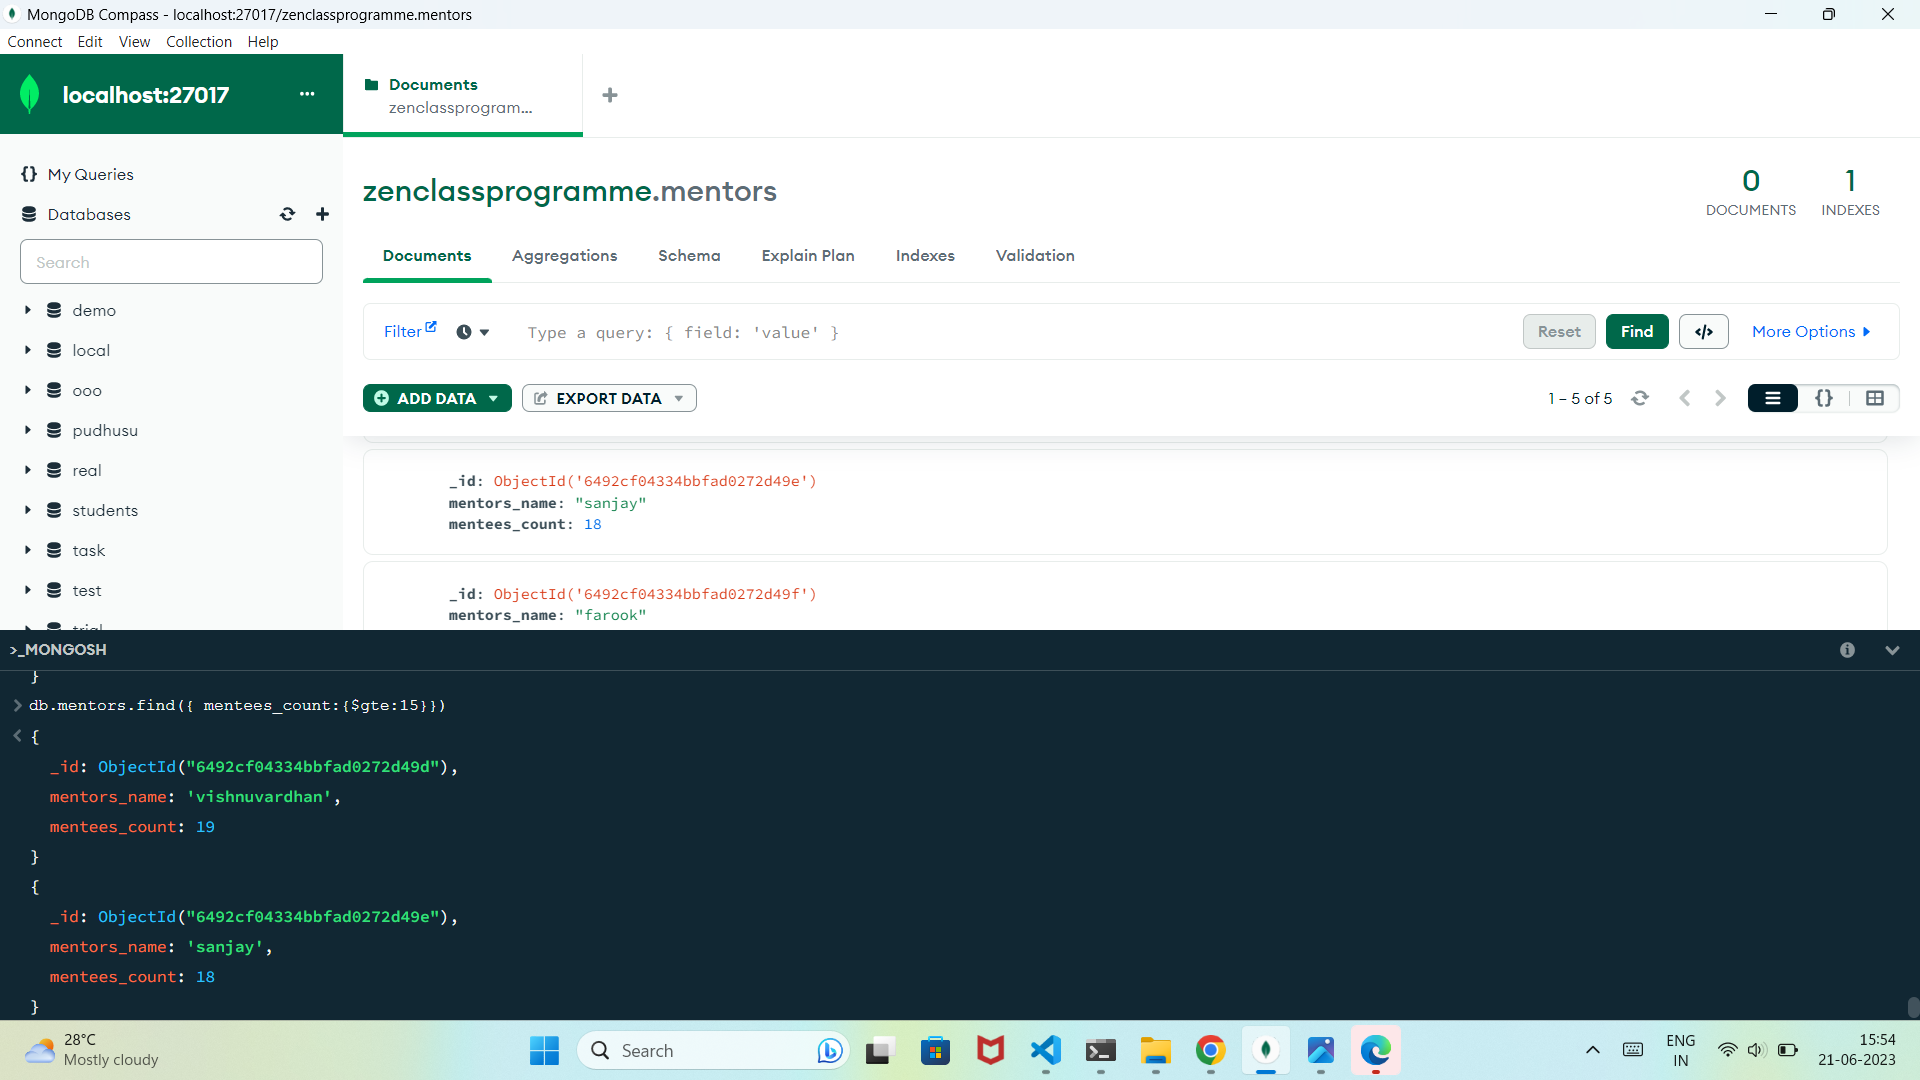 MongoDB Compass - localhost:27017/zenclassprogramme.mentors
Connect Edit View Collection Help
localhost:27017
...
Documents
zenclassprogram...
{} My Queries
Databases
Search
demo
local
ooo
pudhusu
real
students
task
test
trial
zenclassprogramme.mentors
0
DOCUMENTS
1
INDEXES
Documents Aggregations Schema Explain Plan Indexes Validation
Filter Type a query: { field: 'value' } Reset Find </> More Options
ADD DATA EXPORT DATA 1 – 5 of 5 {}
_id: ObjectId('6492cf04334bbfad0272d49e')
mentors_name: "sanjay"
mentees_count: 18
_id: ObjectId('6492cf04334bbfad0272d49f')
mentors_name: "farook"
>_MONGOSH
}
> db.mentors.find({ mentees_count:{$gte:15}})
< {
_id: ObjectId("6492cf04334bbfad0272d49d"),
mentors_name: 'vishnuvardhan',
mentees_count: 19
}
{
_id: ObjectId("6492cf04334bbfad0272d49e"),
mentors_name: 'sanjay',
mentees_count: 18
}
28°C
Mostly cloudy
Search
ENG
IN
15:54
21-06-2023